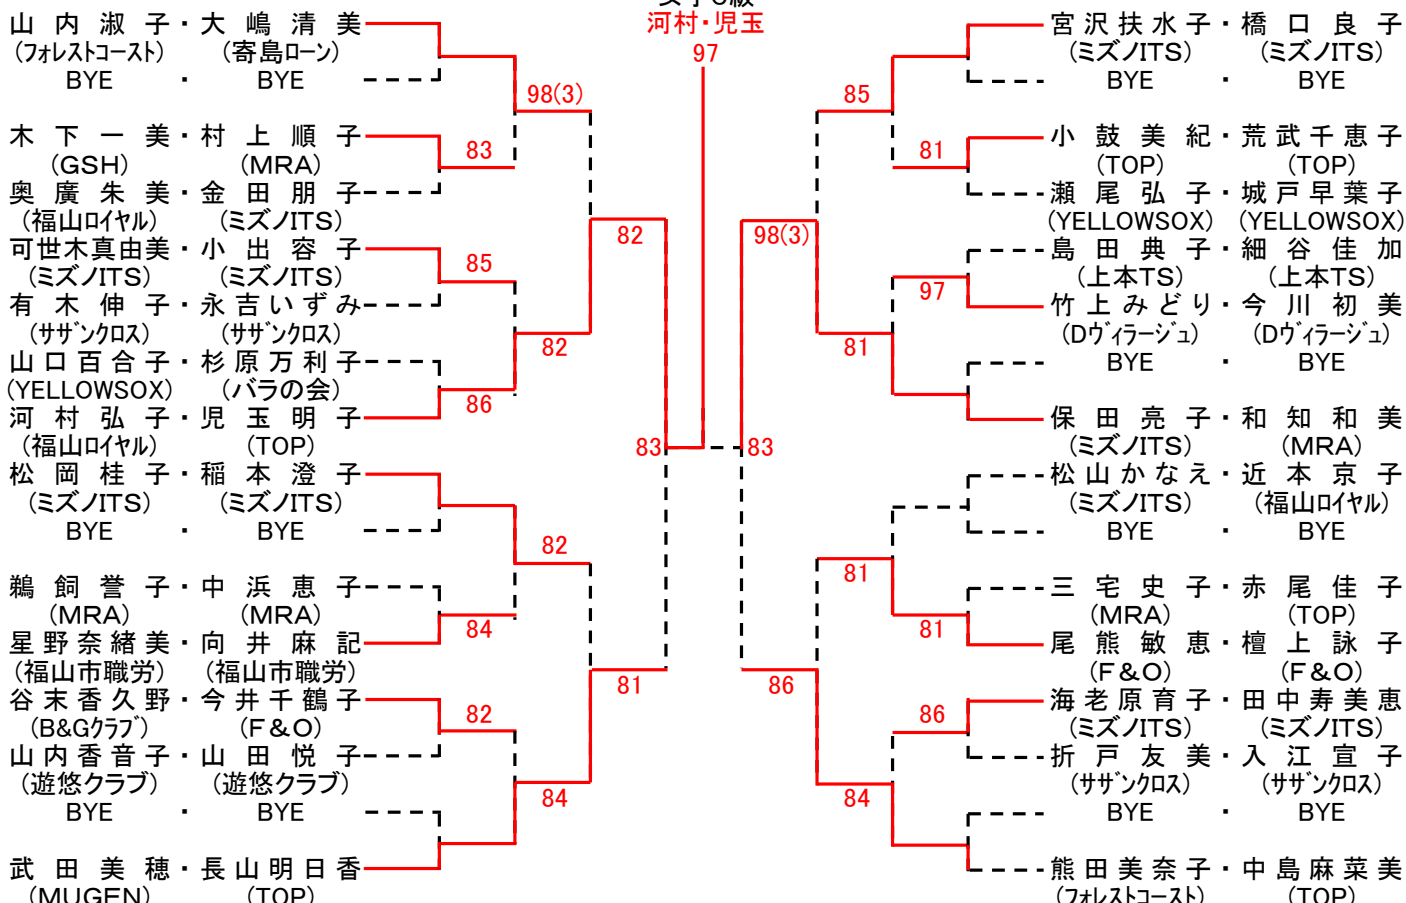 河村・児玉
97
山内淑子・大嶋清美
(フォレストコースト) (寄島ローン)
BYE ・ BYE
98(3)
木下一美・村上順子
83
(GSH) (MRA)
奥廣朱美・金田朋子
(福山ロイヤル) (ミズノITS)
82
可世木真由美・小出容子
85
(ミズノITS) (ミズノITS)
有木伸子・永吉いずみ
(サザンクロス) (サザンクロス)
82
山口百合子・杉原万利子
(YELLOWSOX) (バラの会)
86
河村弘子・児玉明子
(福山ロイヤル) (TOP)
83
松岡桂子・稲本澄子
(ミズノITS) (ミズノITS)
BYE ・ BYE
82
鵜飼誉子・中浜恵子
(MRA) (MRA)
84
星野奈緒美・向井麻記
(福山市職労) (福山市職労)
81
谷末香久野・今井千鶴子
82
(B&Gクラブ) (F&O)
山内香音子・山田悦子
(遊悠クラブ) (遊悠クラブ)
84
BYE ・ BYE
武田美穂・長山明日香
(MUGEN) (TOP)
宮沢扶水子・橋口良子
(ミズノITS) (ミズノITS)
BYE ・ BYE
85
小鼓美紀・荒武千恵子
81
(TOP) (TOP)
瀬尾弘子・城戸早葉子
(YELLOWSOX) (YELLOWSOX)
98(3)
島田典子・細谷佳加
(上本TS) (上本TS)
97
竹上みどり・今川初美
(Dヴィラージュ) (Dヴィラージュ)
81
BYE ・ BYE
保田亮子・和知和美
(ミズノITS) (MRA)
83
松山かなえ・近本京子
(ミズノITS) (福山ロイヤル)
BYE ・ BYE
81
三宅史子・赤尾佳子
(MRA) (TOP)
81
尾熊敏恵・檀上詠子
(F&O) (F&O)
86
海老原育子・田中寿美恵
86
(ミズノITS) (ミズノITS)
折戸友美・入江宣子
(サザンクロス) (サザンクロス)
84
BYE ・ BYE
熊田美奈子・中島麻菜美
(フォレストコースト) (TOP)